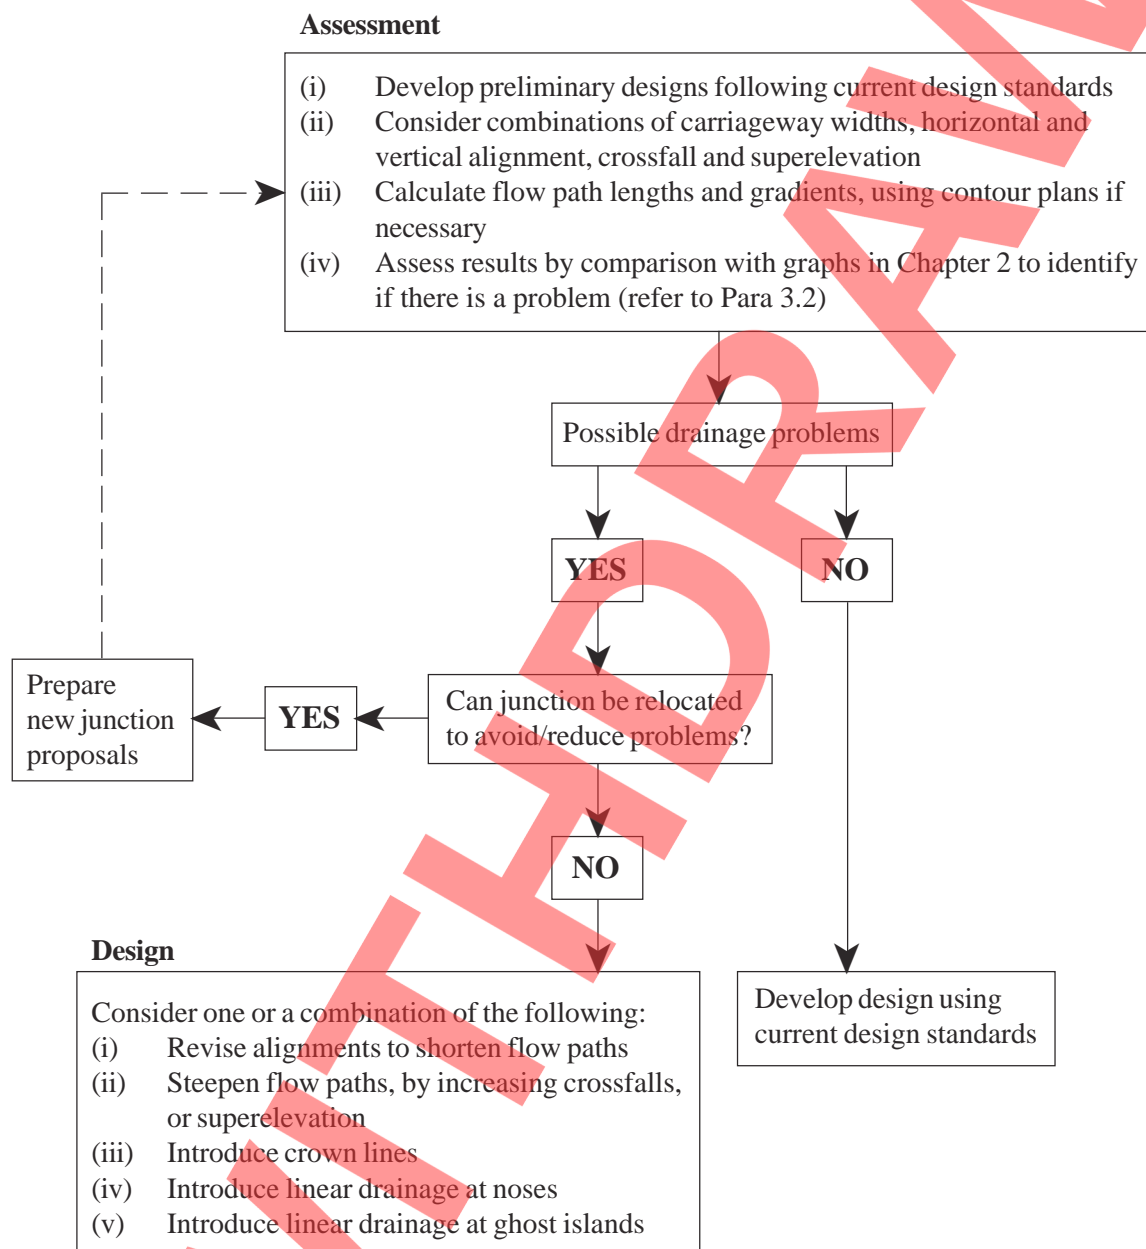 Assessment
(i) Develop preliminary designs following current design standards
(ii) Consider combinations of carriageway widths, horizontal and
vertical alignment, crossfall and superelevation
(iii) Calculate flow path lengths and gradients, using contour plans if
necessary
(iv) Assess results by comparison with graphs in Chapter 2 to identify
if there is a problem (refer to Para 3.2)
Possible drainage problems
YES
NO
Can junction be relocated
to avoid/reduce problems?
YES
Prepare
new junction
proposals
NO
Design
Consider one or a combination of the following:
(i) Revise alignments to shorten flow paths
(ii) Steepen flow paths, by increasing crossfalls,
or superelevation
(iii) Introduce crown lines
(iv) Introduce linear drainage at noses
(v) Introduce linear drainage at ghost islands
Develop design using
current design standards
WITHDRAW